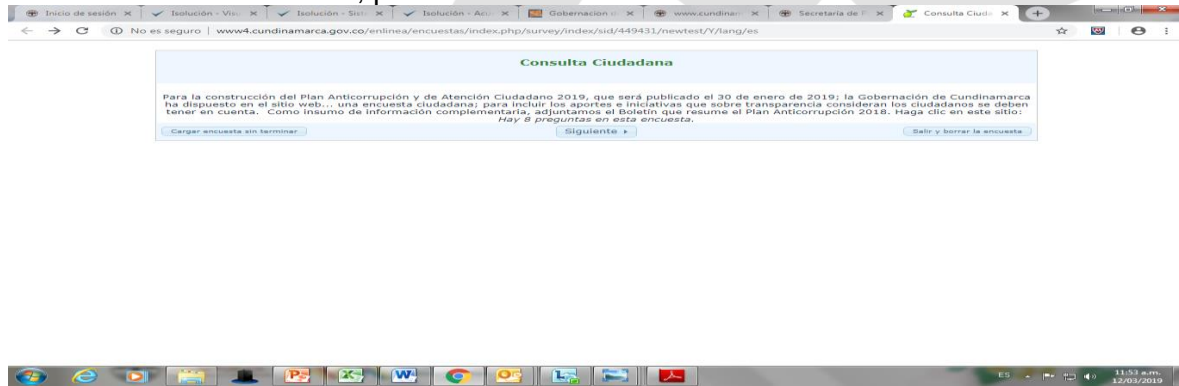 Inicio de sesión
Isolución - Vis
Isolución - Sist
Isolución - Acu
Gobernacion
www.cundinam
Secretaria de P
Consulta Ciuda
No es seguro | www4.cundinamarca.gov.co/enlinea/encuestas/index.php/survey/index/sid/449431/newtest/Y/lang/es
Consulta Ciudadana
Para la construcción del Plan Anticorrupción y de Atención Ciudadano 2019, que será publicado el 30 de enero de 2019; la Gobernación de Cundinamarca
ha dispuesto en el sitio web... una encuesta ciudadana; para incluir los aportes e iniciativas que sobre transparencia consideran los ciudadanos se deben
tener en cuenta. Como insumo de información complementaria, adjuntamos el Boletín que resume el Plan Anticorrupción 2018. Haga clic en este sitio:
Hay 8 preguntas en esta encuesta.
Cargar encuesta sin terminar
Siguiente
Salir y borrar la encuesta
ES
11:53 a.m.
12/03/2019